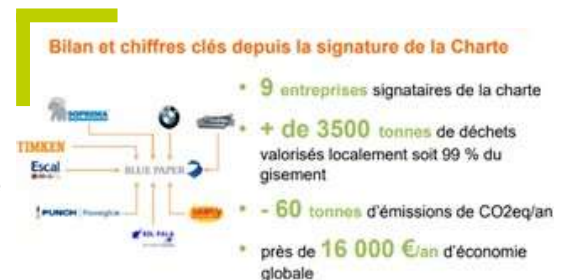 Bilan et chiffres clés depuis la signature de la Charte
• 9 entreprises signataires de la charte
• + de 3500 tonnes de déchets
valorisés localement soit 99 % du
gisement
• - 60 tonnes d'émissions de CO2eq/an
• près de 16 000 €/an d'économie
globale
SOPREMA
TIMKEN
Escal
BLUE PAPER
PUNCH Powerglide